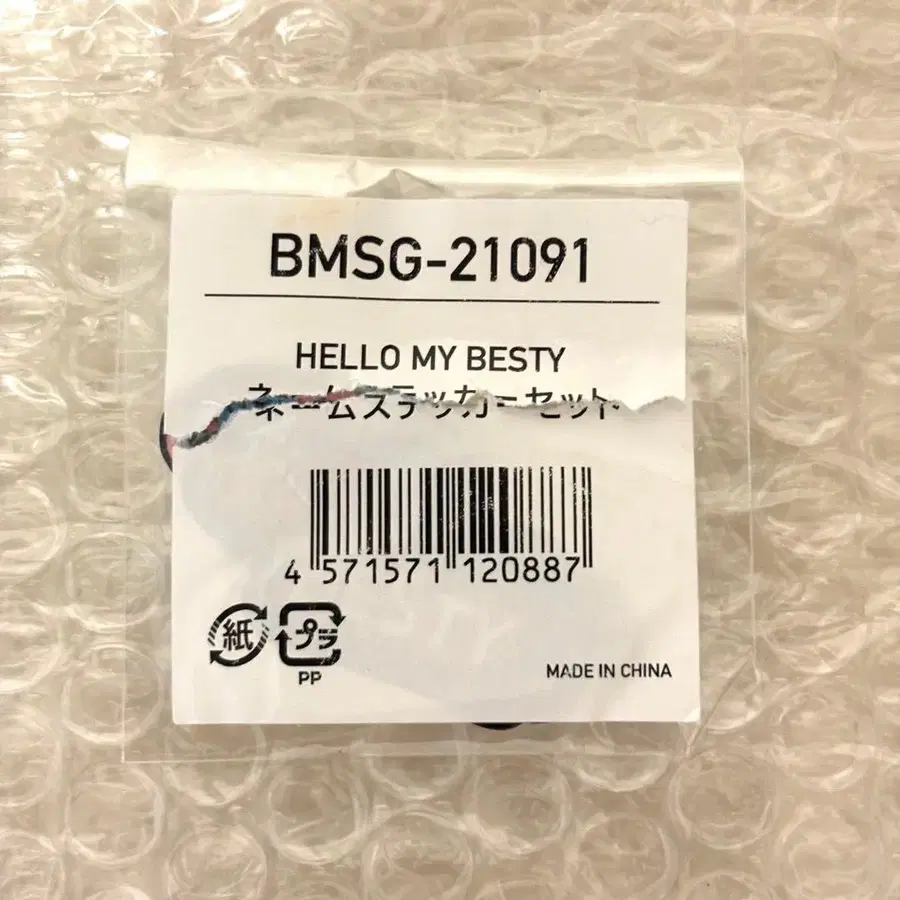 BMSG-21091
HELLO MY BESTY
ネームステッカーセット
4 571571 120887
紙 プラ
PP
MADE IN CHINA